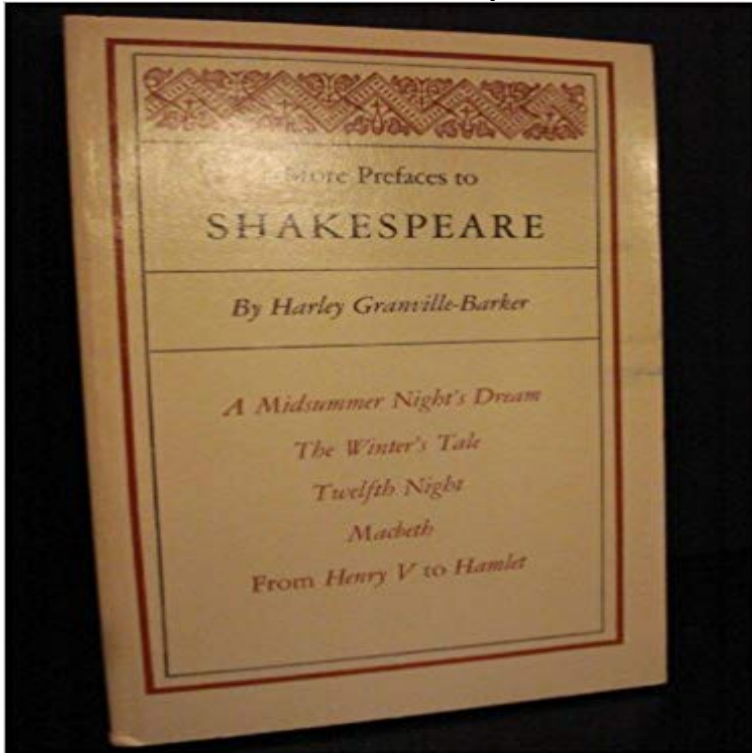 More Prefaces to
SHAKESPEARE
By Harley Granville-Barker
A Midsummer Night's Dream
The Winter's Tale
Twelfth Night
Macbeth
From Henry V to Hamlet